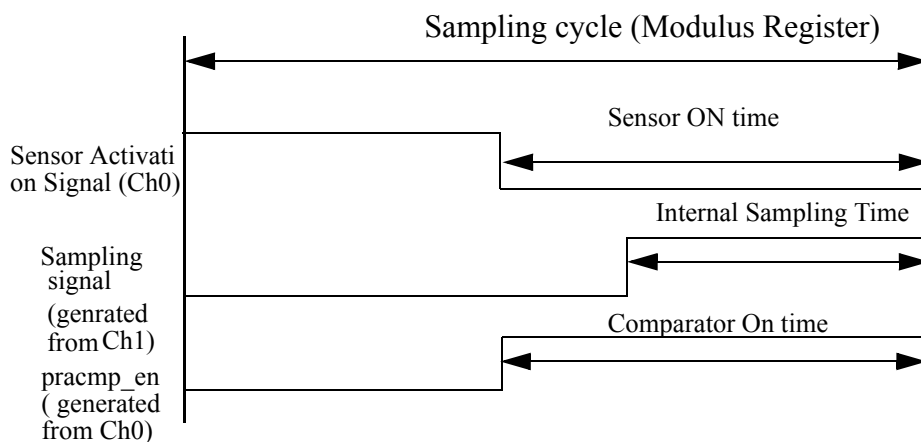 Sampling cycle (Modulus Register)
Sensor ON time
Sensor Activati
on Signal (Ch0)
Internal Sampling Time
Sampling
signal
(genrated
from Ch1)
Comparator On time
pracmp_en
( generated
from Ch0)